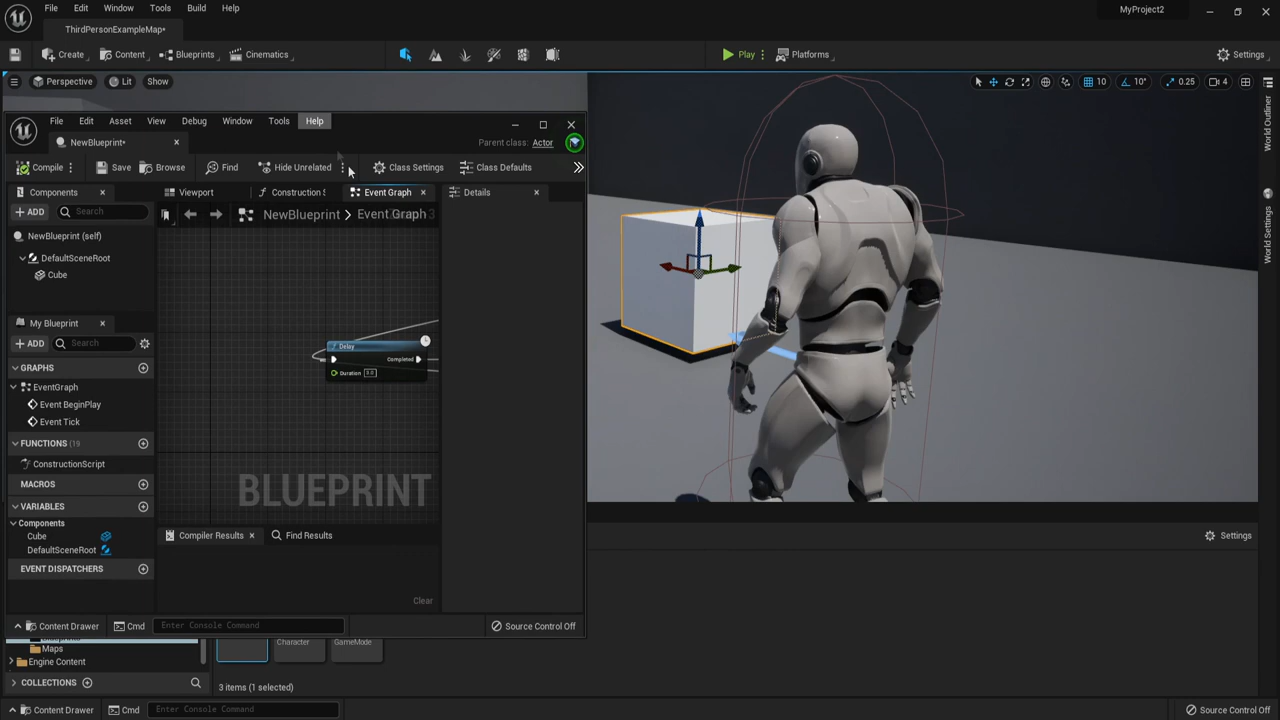 File Edit Window Tools Build Help
MyProject2
ThirdPersonExampleMap*
Create Content Blueprints Cinematics Play Platforms Settings
Perspective Lit Show
10 10° 0.25 4
World Outliner
World Settings
File Edit Asset View Debug Window Tools Help
NewBlueprint*
Parent class: Actor
Compile Save Browse Find Hide Unrelated Class Settings Class Defaults
Components
Viewport Construction S Event Graph Details
ADD Search
NewBlueprint > Event Graph
NewBlueprint (self)
DefaultSceneRoot
Cube
My Blueprint
ADD Search
GRAPHS
EventGraph
Event BeginPlay
Event Tick
FUNCTIONS (19
ConstructionScript
MACROS
VARIABLES
Components
Cube
DefaultSceneRoot
EVENT DISPATCHERS
Delay
Completed
Duration
BLUEPRINT
Compiler Results Find Results
Clear
Content Drawer Cmd Enter Console Command Source Control Off
Settings
Maps
Engine Content
COLLECTIONS
Character GameMode
3 items (1 selected)
Content Drawer Cmd Enter Console Command Source Control Off